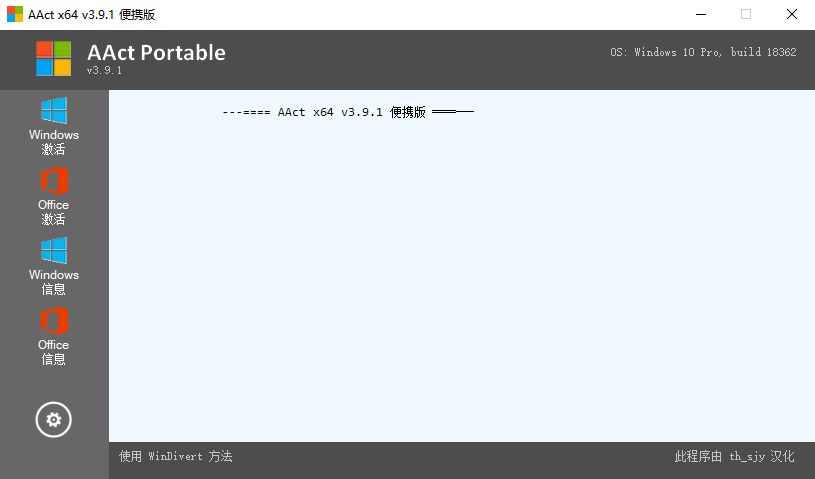 AAct x64 v3.9.1 便携版
AAct Portable
v3.9.1
OS: Windows 10 Pro, build 18362
Windows
激活
Office
激活
Windows
信息
Office
信息
---==== AAct x64 v3.9.1 便携版 ====---
使用 WinDivert 方法
此程序由 th_sjy 汉化